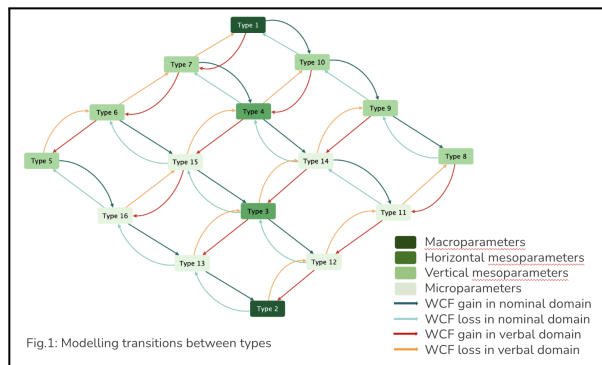 Type 1
Type 7
Type 10
Type 6
Type 4
Type 9
Type 5
Type 15
Type 14
Type 8
Type 16
Type 3
Type 11
Type 13
Type 12
Type 2
Macroparameters
Horizontal mesoparameters
Vertical mesoparameters
Microparameters
WCF gain in nominal domain
WCF loss in nominal domain
WCF gain in verbal domain
WCF loss in verbal domain
Fig.1: Modelling transitions between types